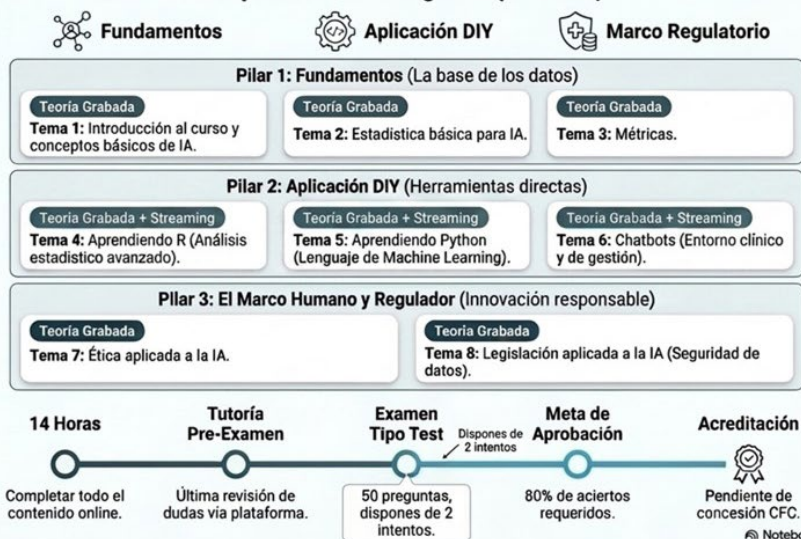 Fundamentos
Aplicación DIY
Marco Regulatorio
Pilar 1: Fundamentos (La base de los datos)
Teoría Grabada
Tema 1: Introducción al curso y
conceptos básicos de IA.
Teoría Grabada
Tema 2: Estadística básica para IA.
Teoría Grabada
Tema 3: Métricas.
Pilar 2: Aplicación DIY (Herramientas directas)
Teoría Grabada + Streaming
Tema 4: Aprendiendo R (Análisis
estadístico avanzado).
Teoría Grabada + Streaming
Tema 5: Aprendiendo Python
(Lenguaje de Machine Learning).
Teoría Grabada + Streaming
Tema 6: Chatbots (Entorno clínico
y de gestión).
Pilar 3: El Marco Humano y Regulador (Innovación responsable)
Teoría Grabada
Tema 7: Ética aplicada a la IA.
Teoria Grabada
Tema 8: Legislación aplicada a la IA (Seguridad de
datos).
14 Horas
Completar todo el
contenido online.
Tutoría
Pre-Examen
Última revisión de
dudas vía plataforma.
Examen
Tipo Test
50 preguntas,
dispones de 2
intentos.
Dispones de
2 intentos
Meta de
Aprobación
80% de aciertos
requeridos.
Acreditación
Pendiente de
concesión CFC.